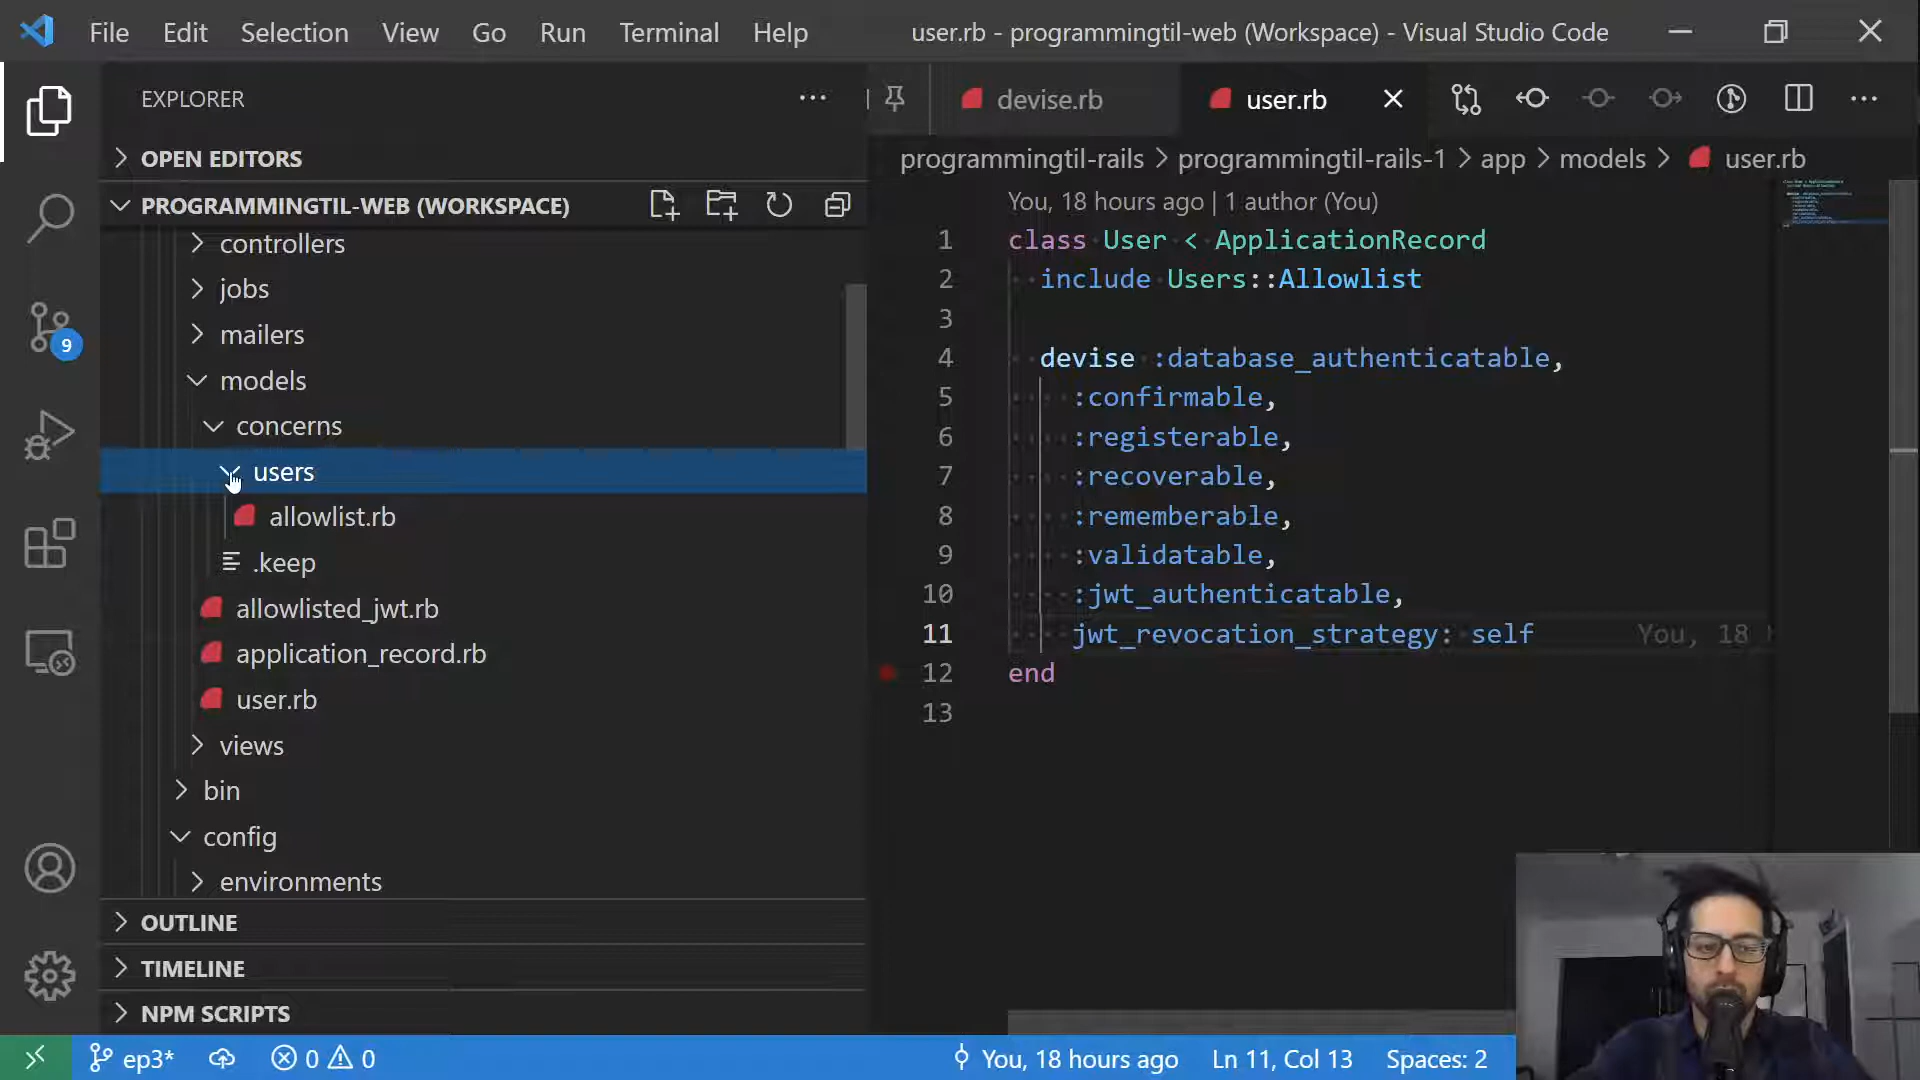 File Edit Selection View Go Run Terminal Help
user.rb - programmingtil-web (Workspace) - Visual Studio Code
EXPLORER
OPEN EDITORS
PROGRAMMINGTIL-WEB (WORKSPACE)
controllers
jobs
mailers
models
concerns
users
allowlist.rb
.keep
allowlisted_jwt.rb
application_record.rb
user.rb
views
bin
config
environments
OUTLINE
TIMELINE
NPM SCRIPTS
9
devise.rb
user.rb
programmingtil-rails > programmingtil-rails-1 > app > models > user.rb
You, 18 hours ago | 1 author (You)
1 class User < ApplicationRecord
2 include Users::Allowlist
3
4 devise :database_authenticatable,
5 :confirmable,
6 :registerable,
7 :recoverable,
8 :rememberable,
9 :validatable,
10 :jwt_authenticatable,
11 jwt_revocation_strategy: self You, 18
12 end
13
ep3* 0 0 You, 18 hours ago Ln 11, Col 13 Spaces: 2